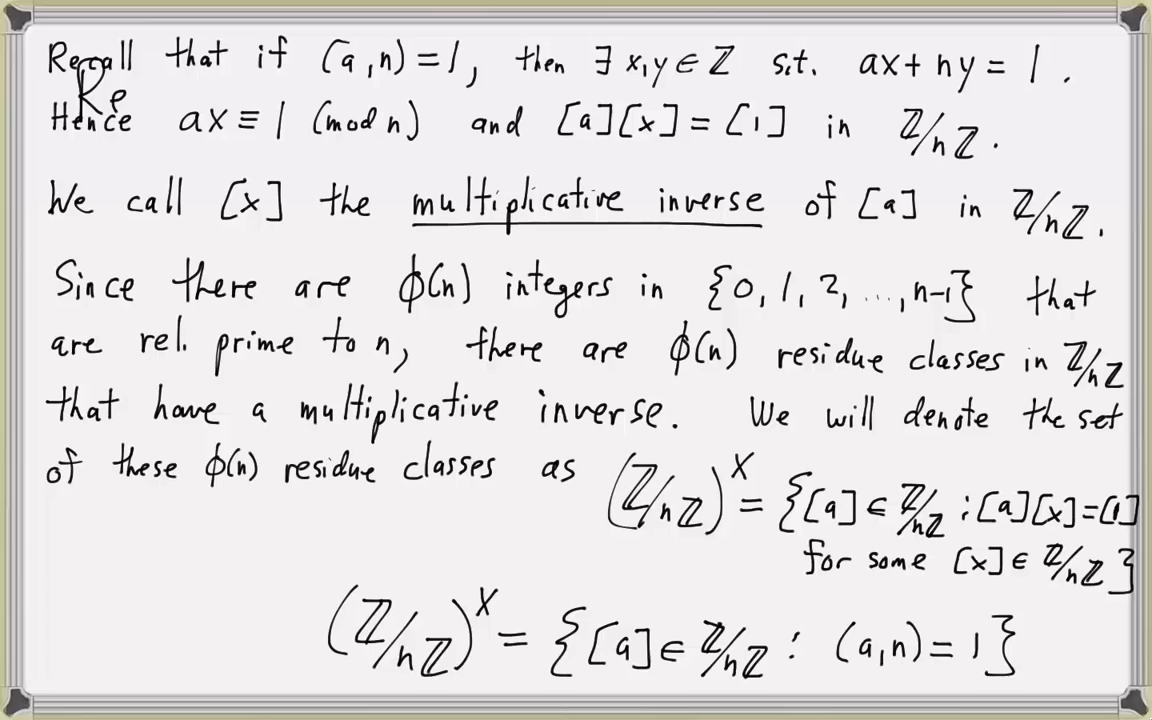 Recall that if (a,n)=1, then ∃ x,y ∈ ℤ s.t. ax+ny=1.
Re
Hence ax ≡ 1 (mod n) and [a][x]=[1] in ℤ/nℤ.
We call [x] the multiplicative inverse of [a] in ℤ/nℤ.
Since there are ϕ(n) integers in {0, 1, 2, ..., n-1} that
are rel. prime to n, there are ϕ(n) residue classes in ℤ/nℤ
that have a multiplicative inverse. We will denote the set
of these ϕ(n) residue classes as (ℤ/nℤ)^× = {[a] ∈ ℤ/nℤ : [a][x]=[1]
for some [x] ∈ ℤ/nℤ}
(ℤ/nℤ)^× = {[a] ∈ ℤ/nℤ : (a,n)=1}